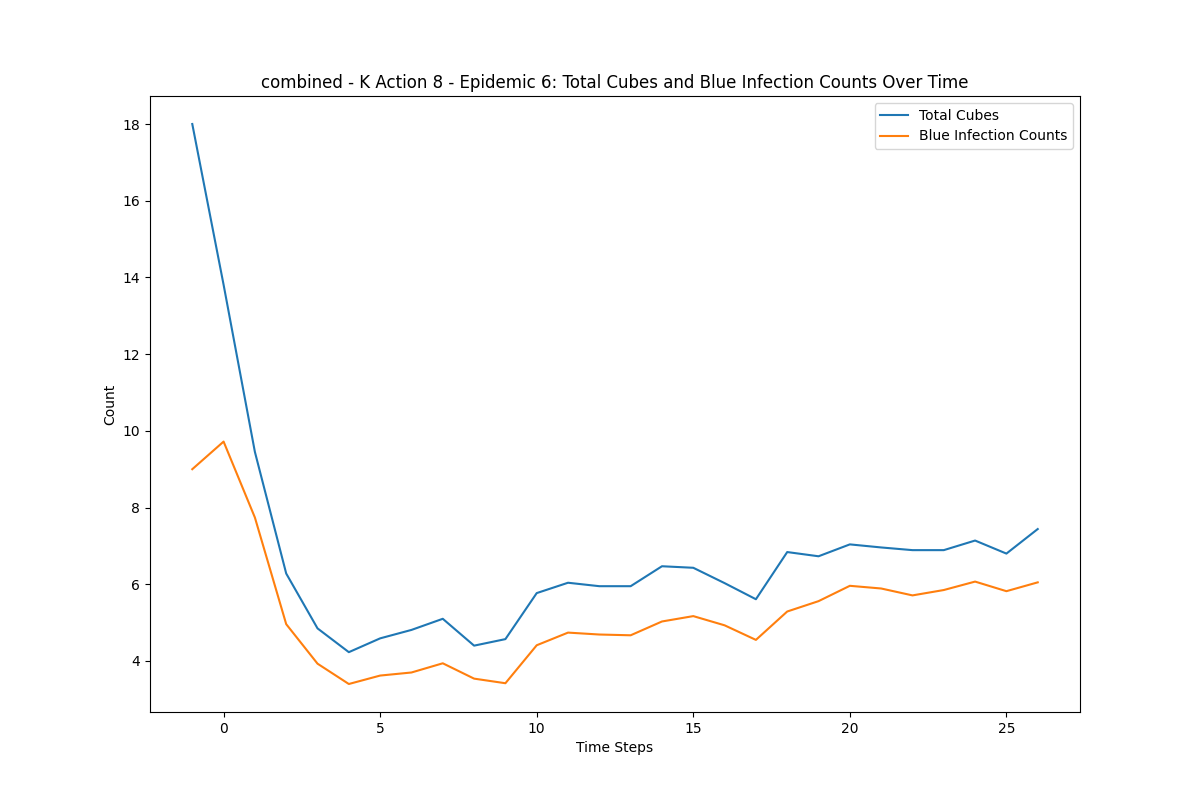 combined - K Action 8 - Epidemic 6: Total Cubes and Blue Infection Counts Over Time
Total Cubes
Blue Infection Counts
18
16
14
12
10
8
6
4
Count
0 5 10 15 20 25
Time Steps